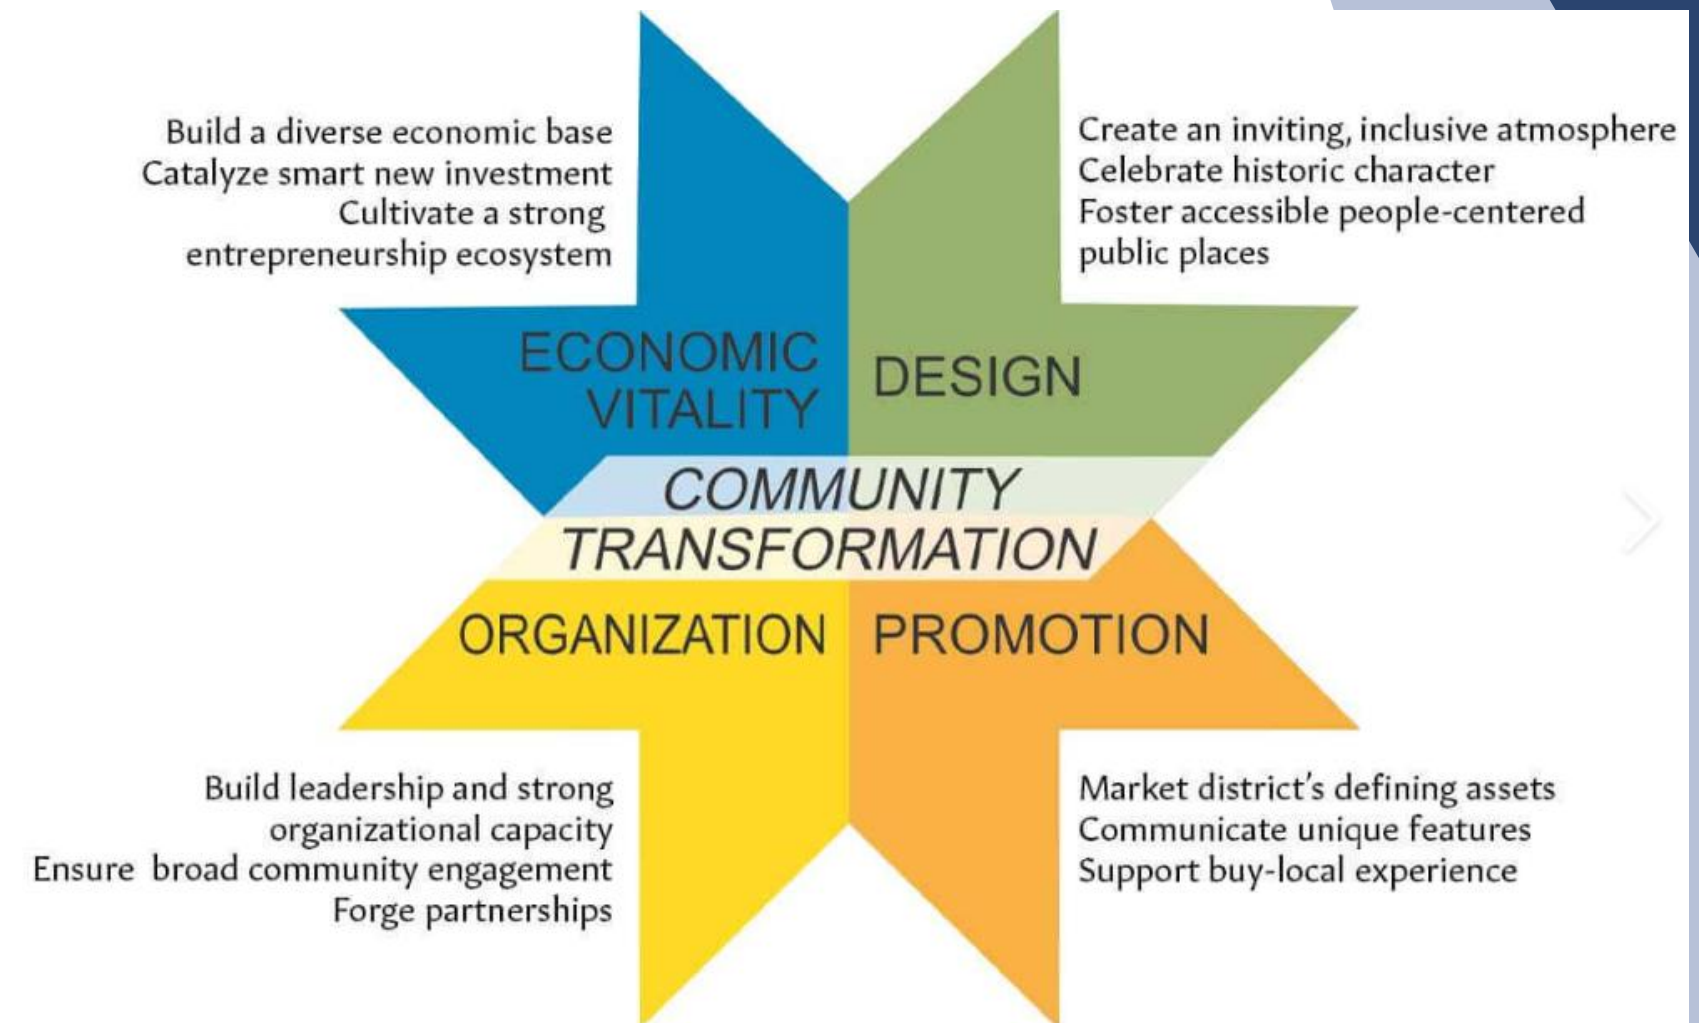 Build a diverse economic base
Catalyze smart new investment
Cultivate a strong
entrepreneurship ecosystem
Create an inviting, inclusive atmosphere
Celebrate historic character
Foster accessible people-centered
public places
ECONOMIC
VITALITY
DESIGN
COMMUNITY
TRANSFORMATION
ORGANIZATION
PROMOTION
Build leadership and strong
organizational capacity
Ensure broad community engagement
Forge partnerships
Market district's defining assets
Communicate unique features
Support buy-local experience